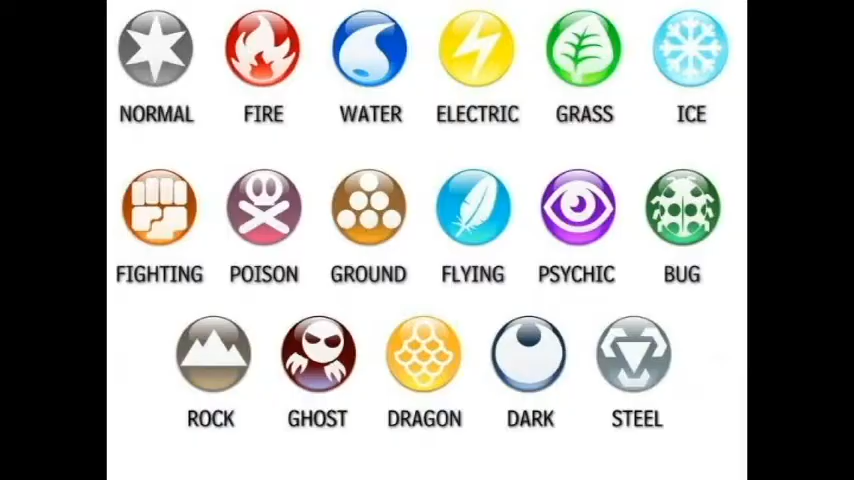 NORMAL FIRE WATER ELECTRIC GRASS ICE
FIGHTING POISON GROUND FLYING PSYCHIC BUG
ROCK GHOST DRAGON DARK STEEL